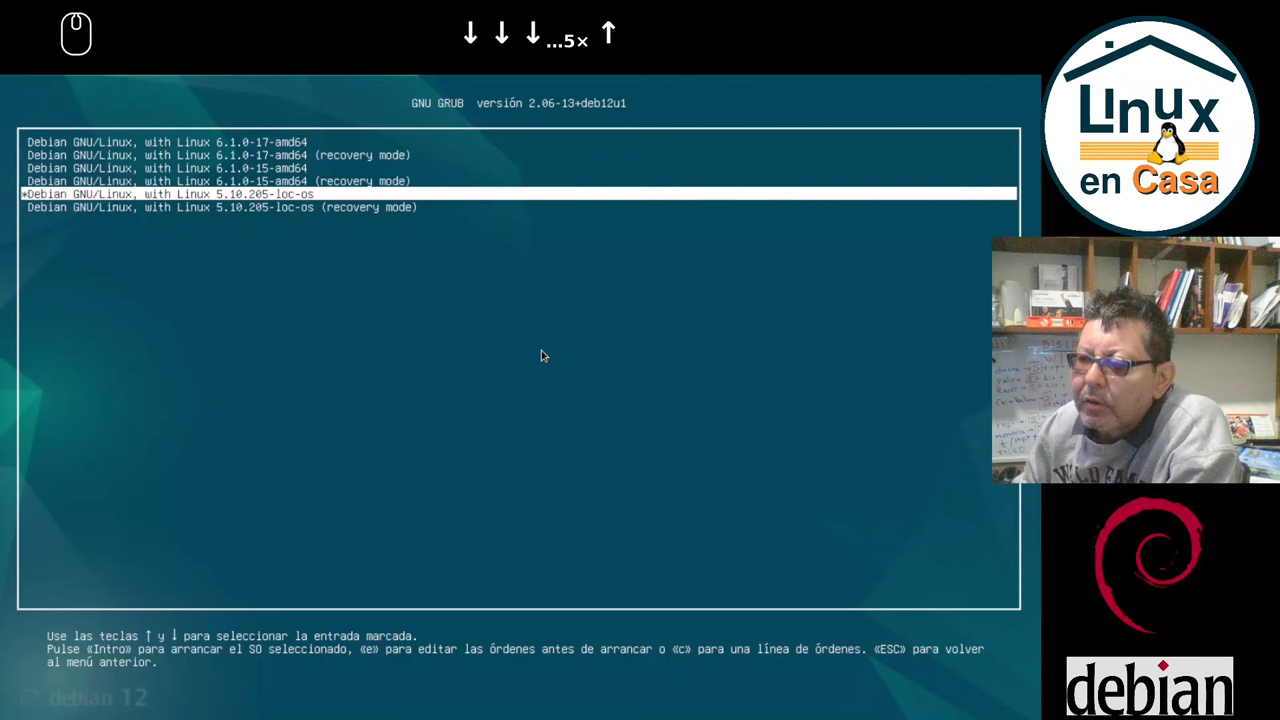 ↓ ↓ ↓ ...5× ↑
GNU GRUB versión 2.06-13+deb12u1
Debian GNU/Linux, with Linux 6.1.0-17-amd64
Debian GNU/Linux, with Linux 6.1.0-17-amd64 (recovery mode)
Debian GNU/Linux, with Linux 6.1.0-15-amd64
Debian GNU/Linux, with Linux 6.1.0-15-amd64 (recovery mode)
*Debian GNU/Linux, with Linux 5.10.205-loc-os
Debian GNU/Linux, with Linux 5.10.205-loc-os (recovery mode)
Use las teclas ↑ y ↓ para seleccionar la entrada marcada.
Pulse «Intro» para arrancar el SO seleccionado, «e» para editar las órdenes antes de arrancar o «c» para una línea de órdenes. «ESC» para volver
al menú anterior.
debian 12
Linux
en Casa
debian